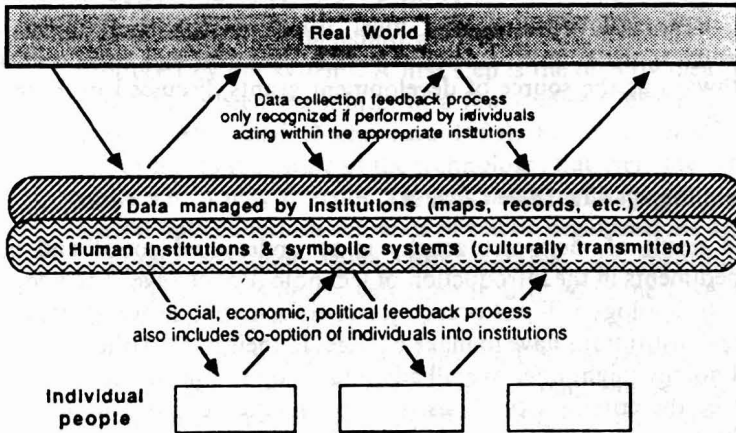 Real World
Data collection feedback process
only recognized if performed by individuals
acting within the appropriate institutions
Data managed by Institutions (maps, records, etc.)
Human Institutions & symbolic systems (culturally transmitted)
Social, economic, political feedback process
also includes co-option of individuals into institutions
Individual
people